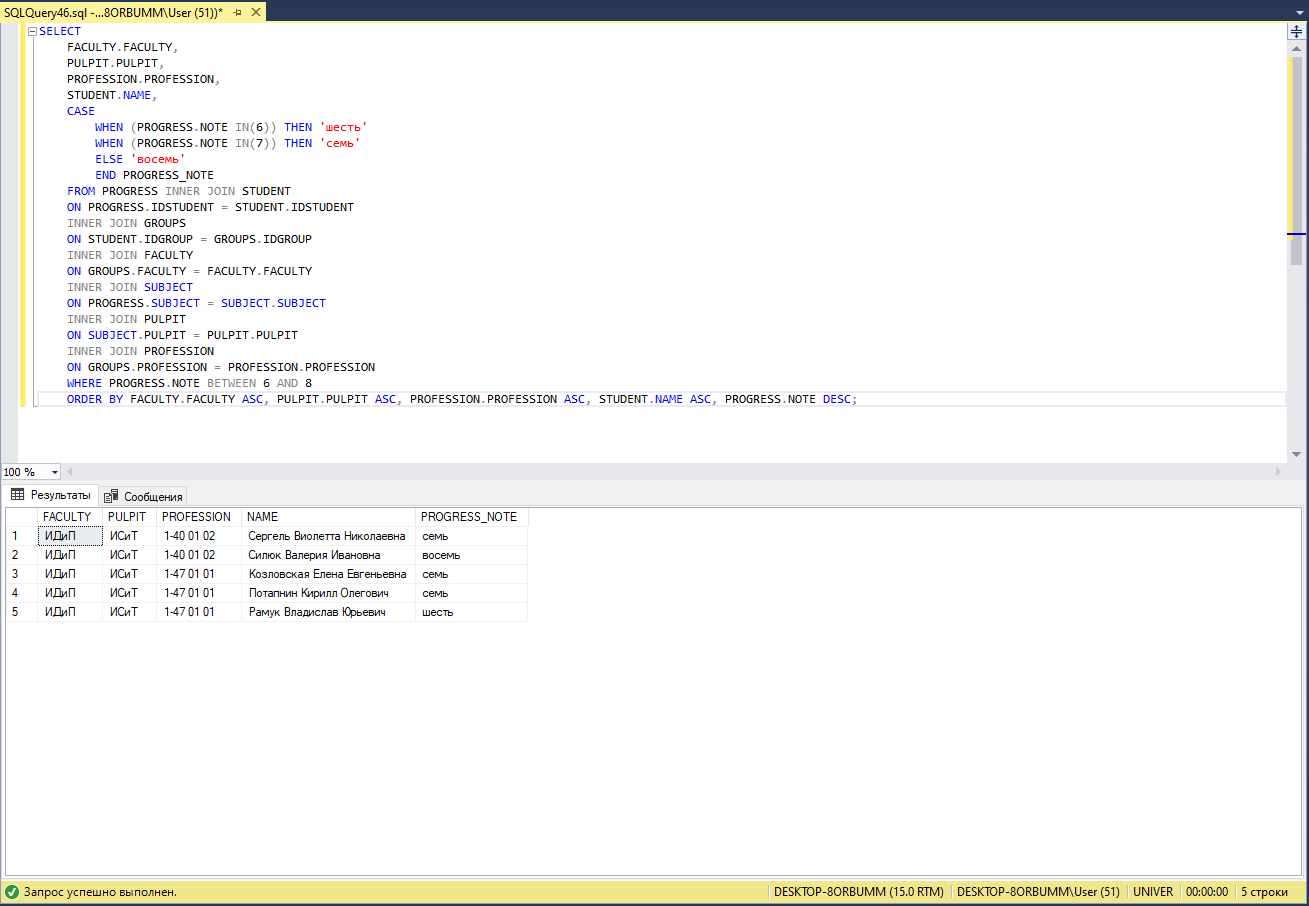 SQLQuery46.sql -...8ORBUMM\User (51))*
SELECT
FACULTY.FACULTY,
PULPIT.PULPIT,
PROFESSION.PROFESSION,
STUDENT.NAME,
CASE
WHEN (PROGRESS.NOTE IN(6)) THEN 'шесть'
WHEN (PROGRESS.NOTE IN(7)) THEN 'семь'
ELSE 'восемь'
END PROGRESS_NOTE
FROM PROGRESS INNER JOIN STUDENT
ON PROGRESS.IDSTUDENT = STUDENT.IDSTUDENT
INNER JOIN GROUPS
ON STUDENT.IDGROUP = GROUPS.IDGROUP
INNER JOIN FACULTY
ON GROUPS.FACULTY = FACULTY.FACULTY
INNER JOIN SUBJECT
ON PROGRESS.SUBJECT = SUBJECT.SUBJECT
INNER JOIN PULPIT
ON SUBJECT.PULPIT = PULPIT.PULPIT
INNER JOIN PROFESSION
ON GROUPS.PROFESSION = PROFESSION.PROFESSION
WHERE PROGRESS.NOTE BETWEEN 6 AND 8
ORDER BY FACULTY.FACULTY ASC, PULPIT.PULPIT ASC, PROFESSION.PROFESSION ASC, STUDENT.NAME ASC, PROGRESS.NOTE DESC;
100 %
Результаты Сообщения
FACULTY PULPIT PROFESSION NAME PROGRESS_NOTE
1 ИДиП ИСиТ 1-40 01 02 Сергель Виолетта Николаевна семь
2 ИДиП ИСиТ 1-40 01 02 Силюк Валерия Ивановна восемь
3 ИДиП ИСиТ 1-47 01 01 Козловская Елена Евгеньевна семь
4 ИДиП ИСиТ 1-47 01 01 Потапнин Кирилл Олегович семь
5 ИДиП ИСиТ 1-47 01 01 Рамук Владислав Юрьевич шесть
Запрос успешно выполнен. DESKTOP-8ORBUMM (15.0 RTM) DESKTOP-8ORBUMM\User (51) UNIVER 00:00:00 5 строки